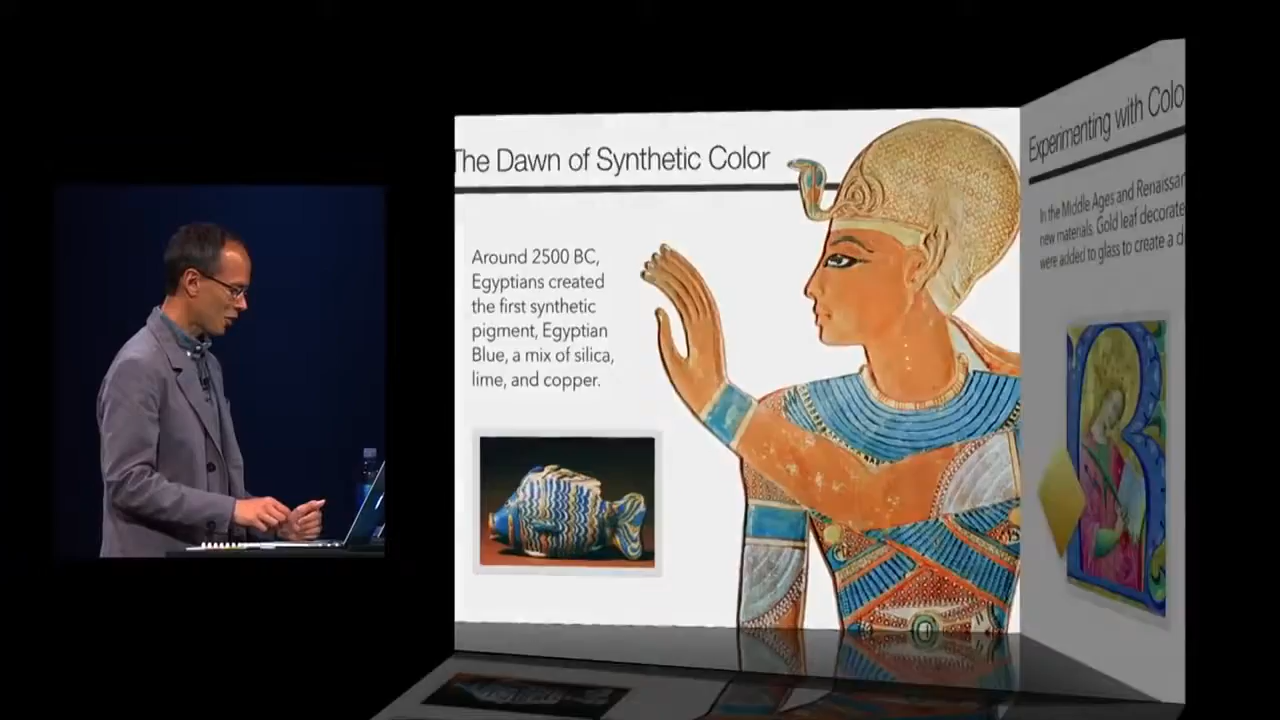 The Dawn of Synthetic Color
Around 2500 BC,
Egyptians created
the first synthetic
pigment, Egyptian
Blue, a mix of silica,
lime, and copper.
Experimenting with Colo
In the Middle Ages and Renaissan
new materials. Gold leaf decorate
were added to glass to create a d